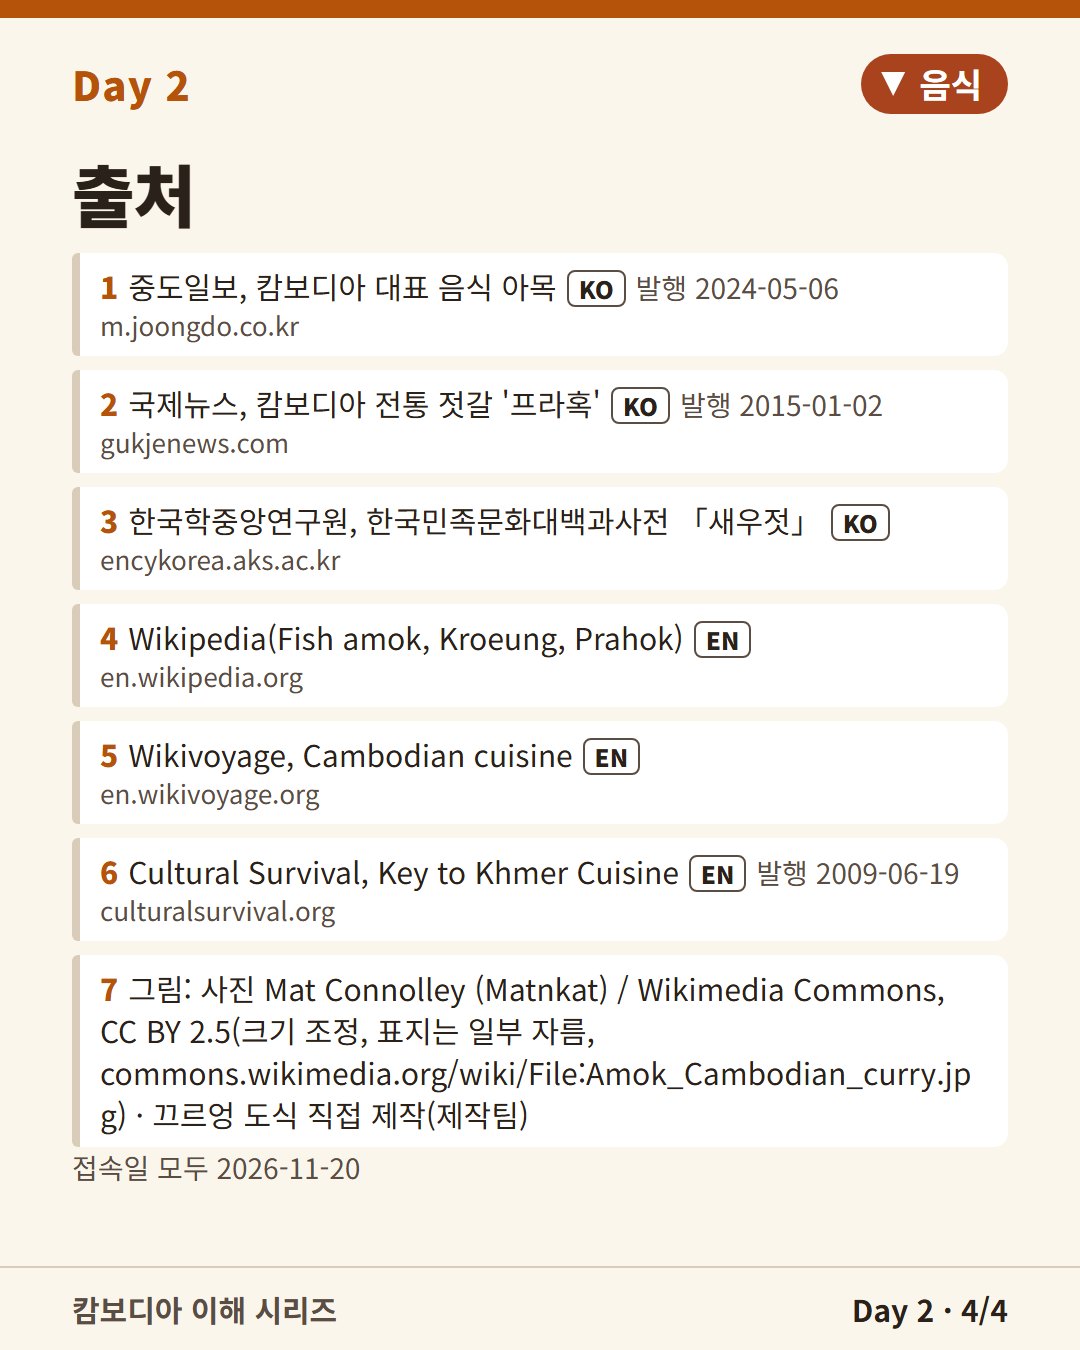 Day 2
▼ 음식
출처
1 중도일보, 캄보디아 대표 음식 아목 KO 발행 2024-05-06
m.joongdo.co.kr
2 국제뉴스, 캄보디아 전통 젓갈 '프라혹' KO 발행 2015-01-02
gukjenews.com
3 한국학중앙연구원, 한국민족문화대백과사전 「새우젓」 KO
encykorea.aks.ac.kr
4 Wikipedia(Fish amok, Kroeung, Prahok) EN
en.wikipedia.org
5 Wikivoyage, Cambodian cuisine EN
en.wikivoyage.org
6 Cultural Survival, Key to Khmer Cuisine EN 발행 2009-06-19
culturalsurvival.org
7 그림: 사진 Mat Connolley (Matnkat) / Wikimedia Commons,
CC BY 2.5(크기 조정, 표지는 일부 자름,
commons.wikimedia.org/wiki/File:Amok_Cambodian_curry.jp
g) · 끄르엉 도식 직접 제작(제작팀)
접속일 모두 2026-11-20
캄보디아 이해 시리즈
Day 2 · 4/4